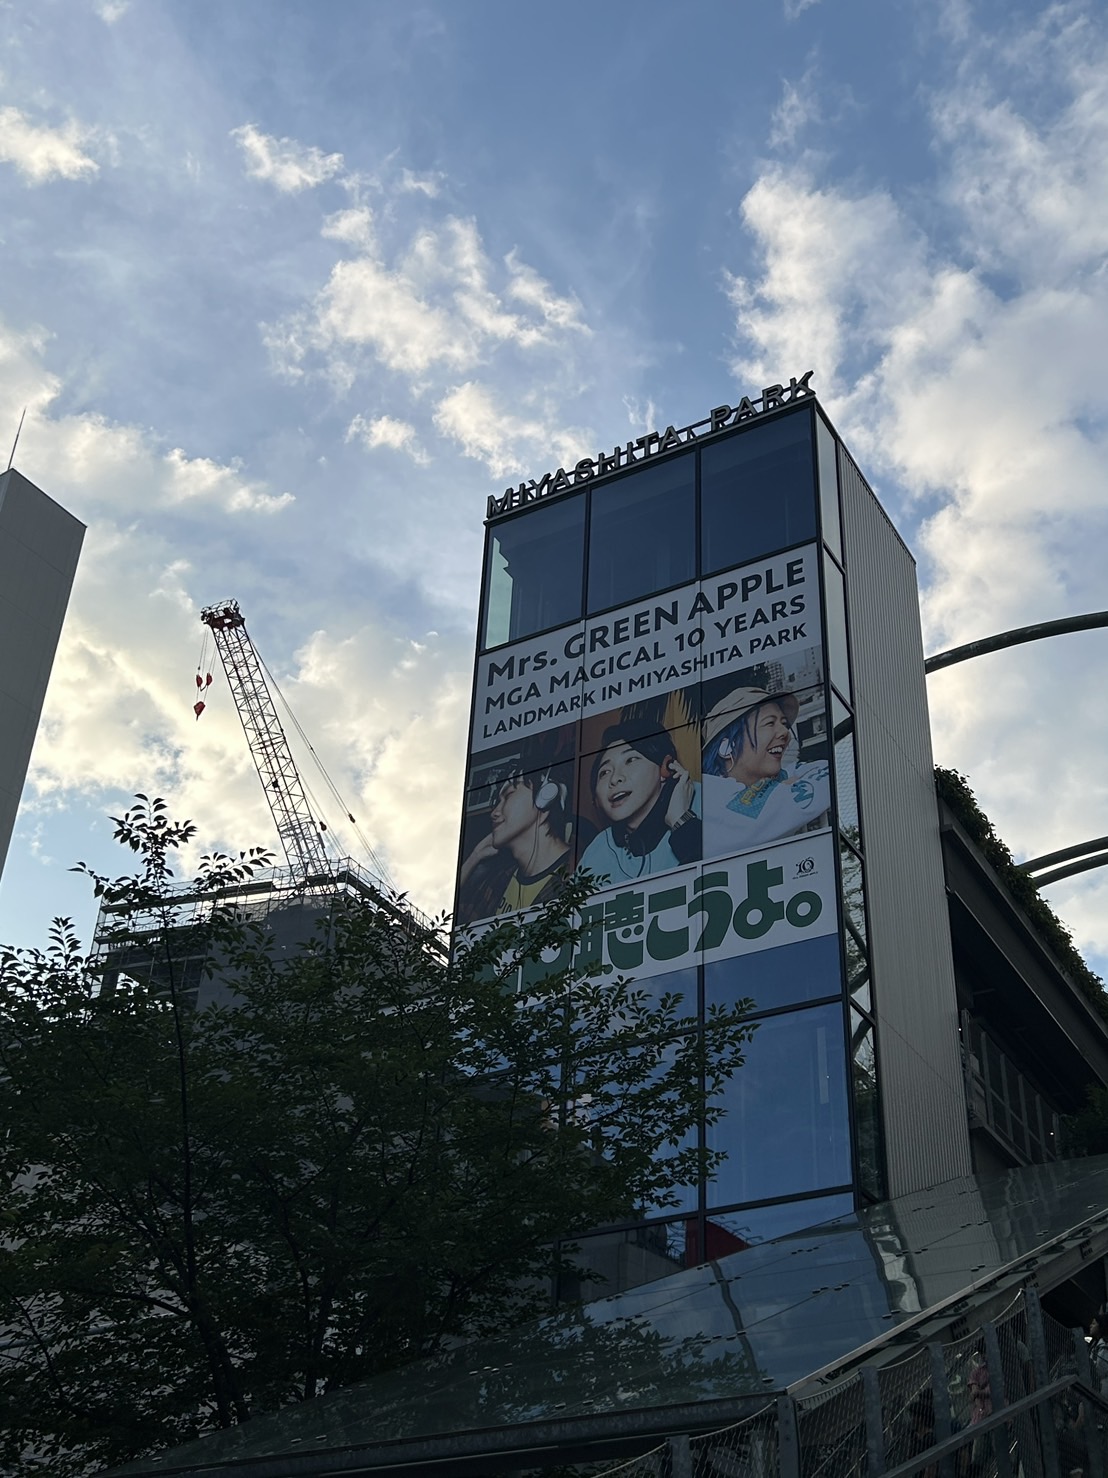 MIYASHITA PARK
Mrs. GREEN APPLE
MGA MAGICAL 10 YEARS
LANDMARK IN MIYASHITA PARK
聴こうよ。